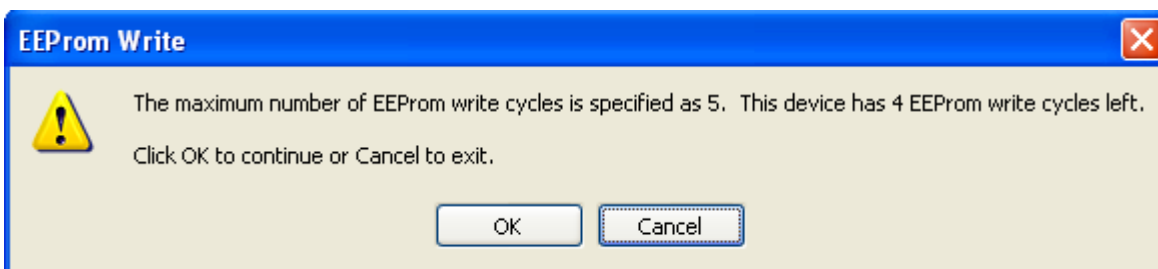 EEProm Write
The maximum number of EEProm write cycles is specified as 5.  This device has 4 EEProm write cycles left.
Click OK to continue or Cancel to exit.
OK
Cancel